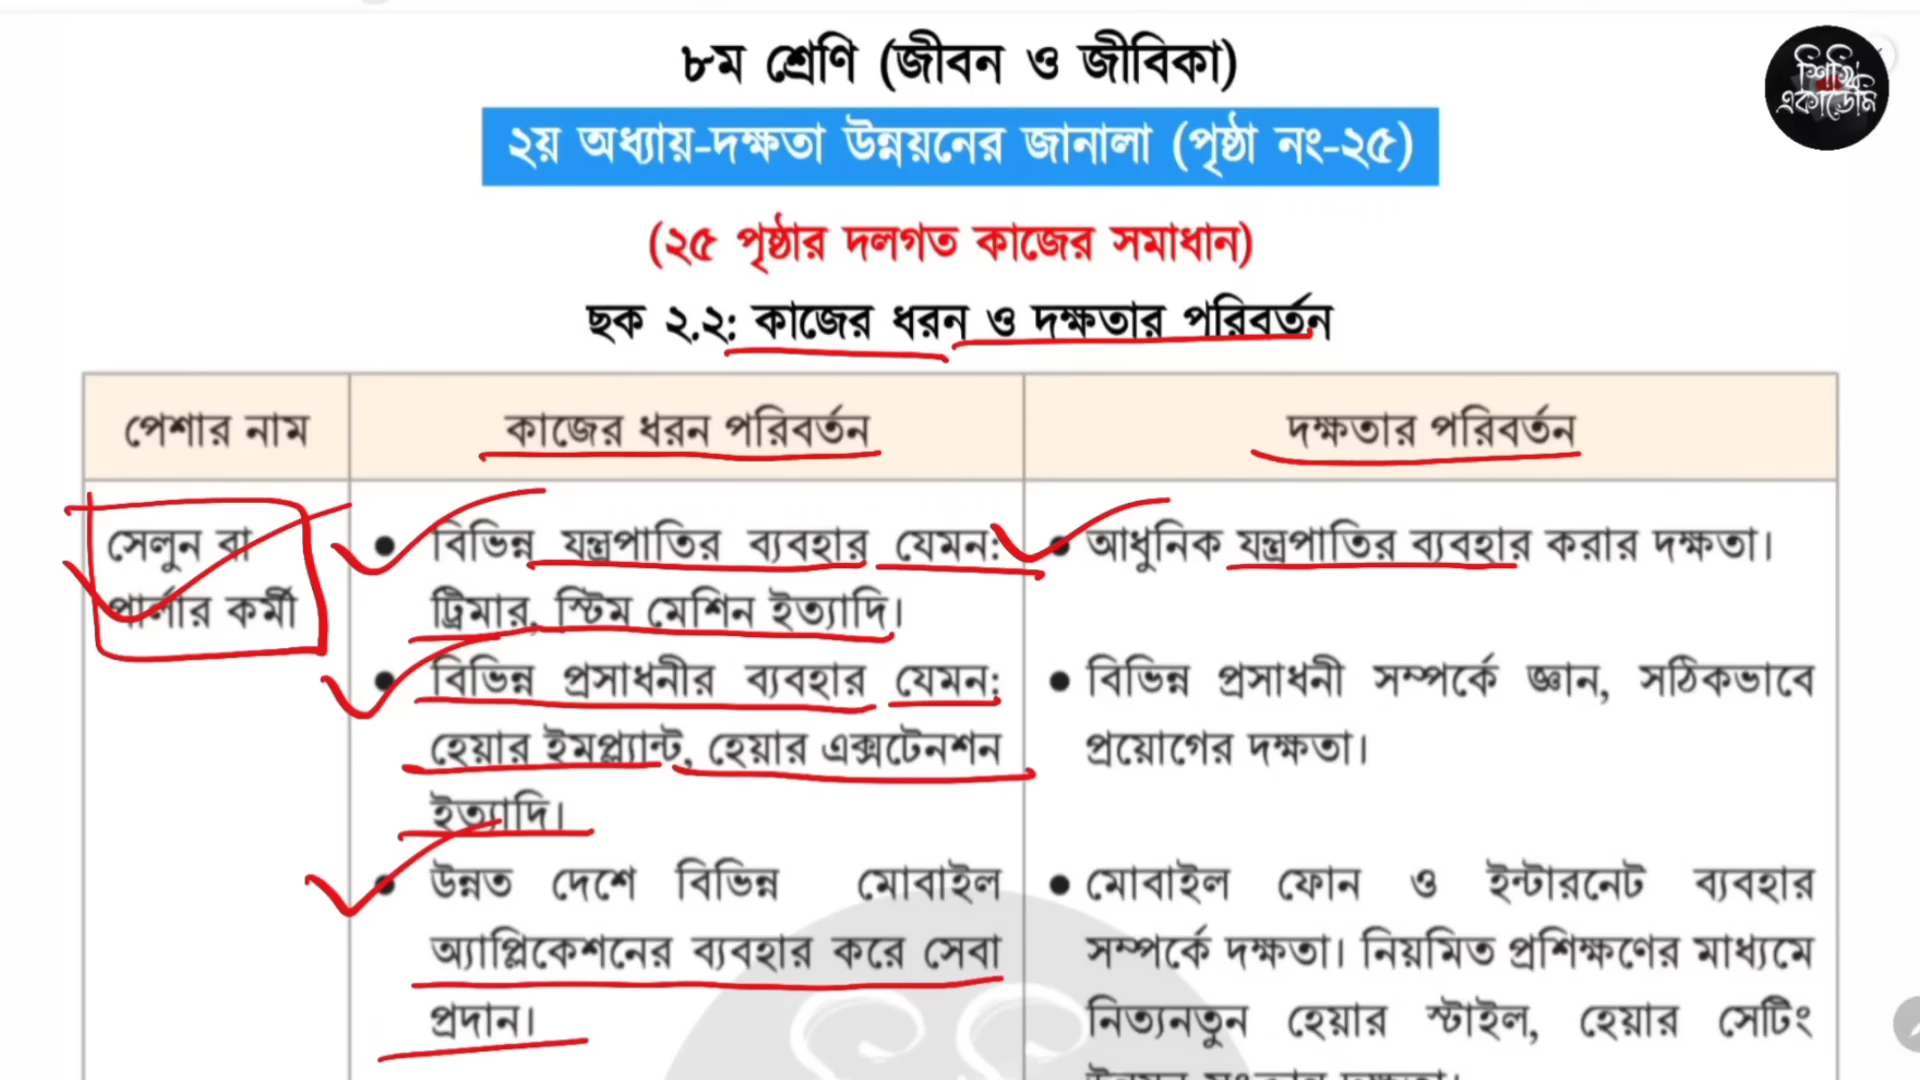 ৮ম শ্রেণি (জীবন ও জীবিকা)
শিখি একাডেমি
২য় অধ্যায়-দক্ষতা উন্নয়নের জানালা (পৃষ্ঠা নং-২৫)
(২৫ পৃষ্ঠার দলগত কাজের সমাধান)
ছক ২.২: কাজের ধরন ও দক্ষতার পরিবর্তন
পেশার নাম
কাজের ধরন পরিবর্তন
দক্ষতার পরিবর্তন
সেলুন বা
পার্লার কর্মী
● বিভিন্ন যন্ত্রপাতির ব্যবহার যেমন:
ট্রিমার, স্টিম মেশিন ইত্যাদি।
● বিভিন্ন প্রসাধনীর ব্যবহার যেমন:
হেয়ার ইমপ্ল্যান্ট, হেয়ার এক্সটেনশন
ইত্যাদি।
● উন্নত দেশে বিভিন্ন মোবাইল
অ্যাপ্লিকেশনের ব্যবহার করে সেবা
প্রদান।
● আধুনিক যন্ত্রপাতির ব্যবহার করার দক্ষতা।
● বিভিন্ন প্রসাধনী সম্পর্কে জ্ঞান, সঠিকভাবে
প্রয়োগের দক্ষতা।
● মোবাইল ফোন ও ইন্টারনেট ব্যবহার
সম্পর্কে দক্ষতা। নিয়মিত প্রশিক্ষণের মাধ্যমে
নিত্যনতুন হেয়ার স্টাইল, হেয়ার সেটিং